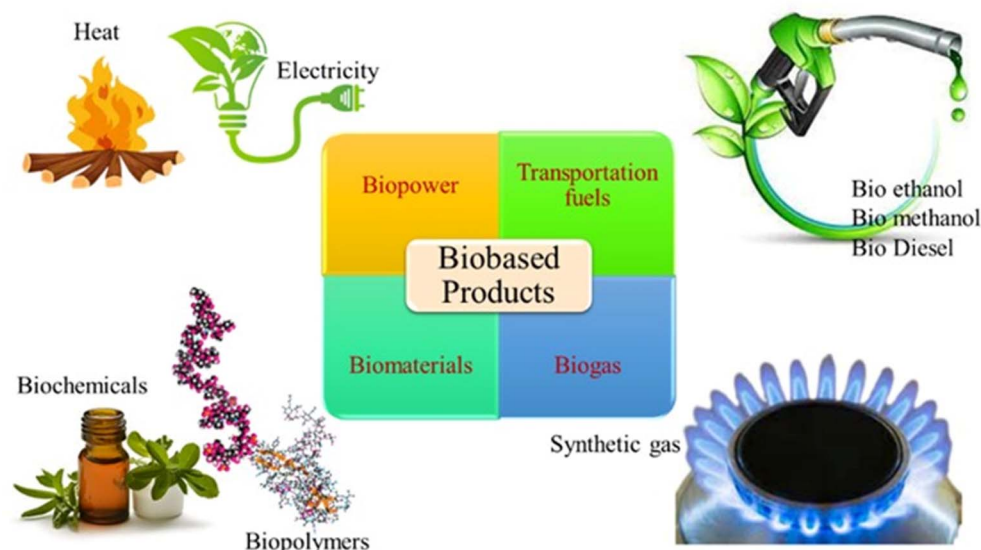 Heat
Electricity
Biopower
Transportation
fuels
Bio ethanol
Bio methanol
Bio Diesel
Biobased
Products
Biomaterials
Biogas
Biochemicals
Synthetic gas
Biopolymers